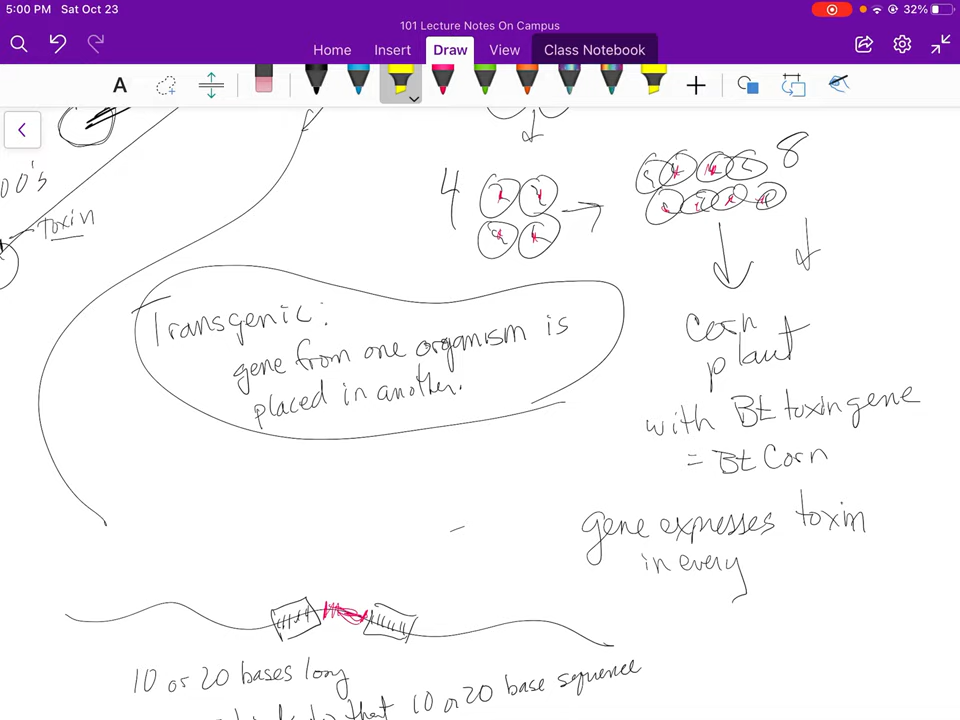 5:00 PM Sat Oct 23
32%
101 Lecture Notes On Campus
Home Insert Draw View Class Notebook
A
00's
toxin
4
8
Transgenic:
gene from one organism is
placed in another.
corn
plant
with Bt toxin gene
= Bt Corn
gene expresses toxin
in every
10 or 20 bases long
that 10 or 20 base sequence